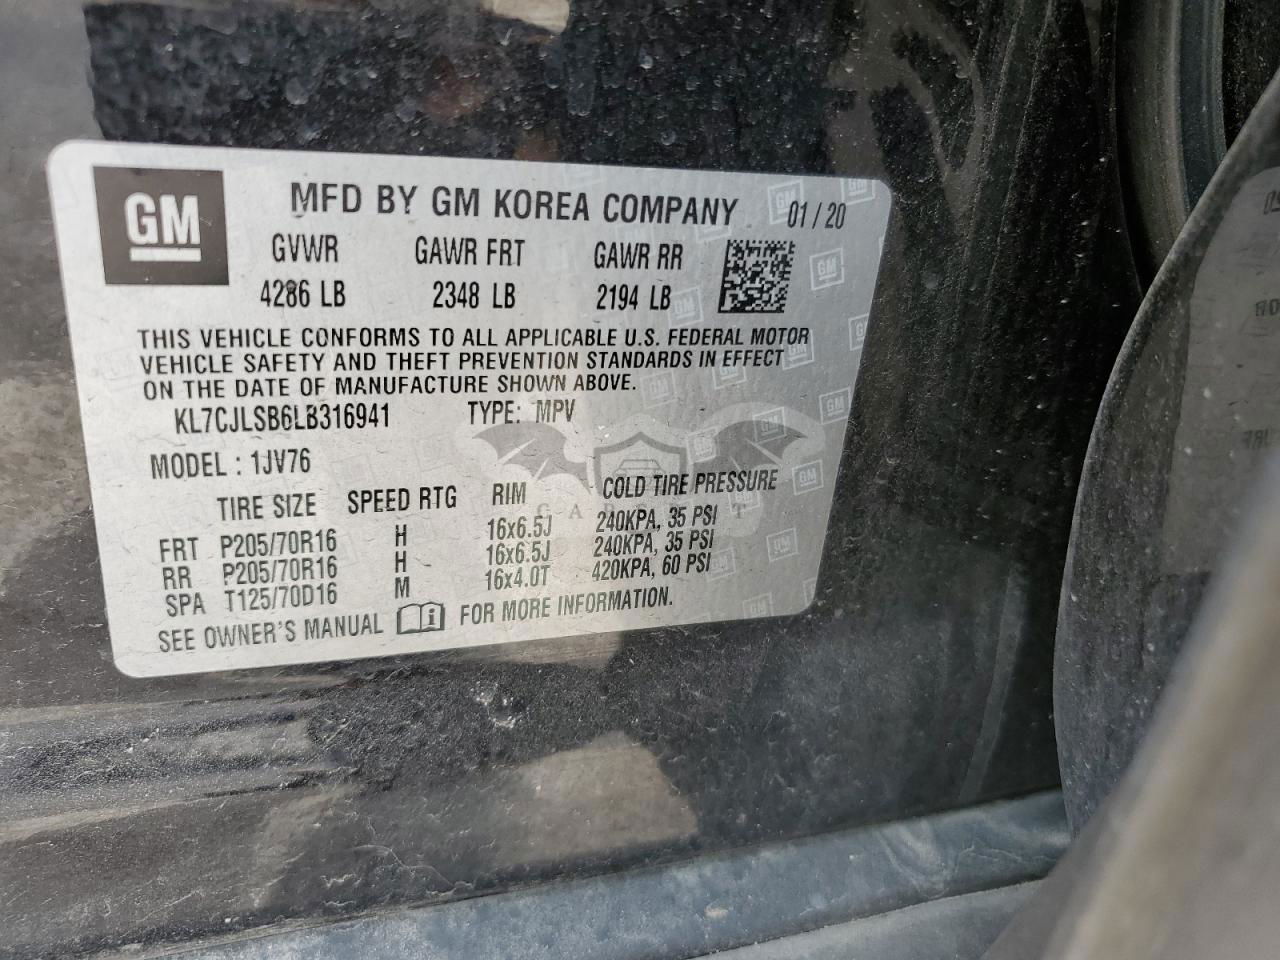 GM
MFD BY GM KOREA COMPANY 01/20
GVWR GAWR FRT GAWR RR
4286 LB 2348 LB 2194 LB
THIS VEHICLE CONFORMS TO ALL APPLICABLE U.S. FEDERAL MOTOR
VEHICLE SAFETY AND THEFT PREVENTION STANDARDS IN EFFECT
ON THE DATE OF MANUFACTURE SHOWN ABOVE.
KL7CJLSB6LB316941 TYPE: MPV
MODEL : 1JV76
TIRE SIZE SPEED RTG RIM COLD TIRE PRESSURE
FRT P205/70R16 H 16x6.5J 240KPA, 35 PSI
RR P205/70R16 H 16x6.5J 240KPA, 35 PSI
SPA T125/70D16 M 16x4.0T 420KPA, 60 PSI
SEE OWNER'S MANUAL FOR MORE INFORMATION.